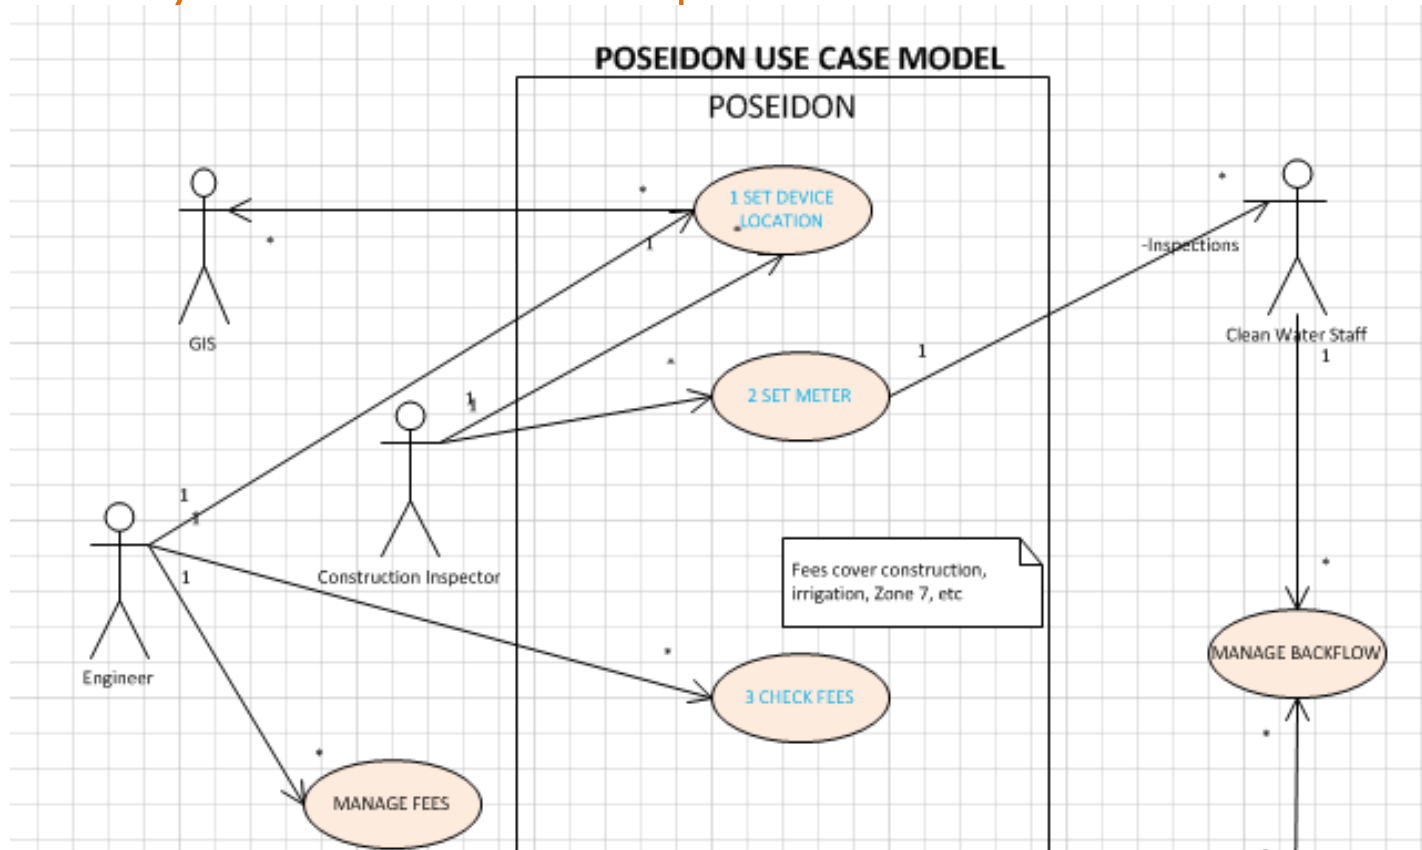 POSEIDON USE CASE MODEL
POSEIDON
1 SET DEVICE
LOCATION
*
*
*
1
*
-Inspections
GIS
Clean Water Staff
1
1
2 SET METER
1
Construction Inspector
1
1
Engineer
Fees cover construction,
irrigation, Zone 7, etc
*
*
MANAGE BACKFLOW
*
3 CHECK FEES
*
MANAGE FEES